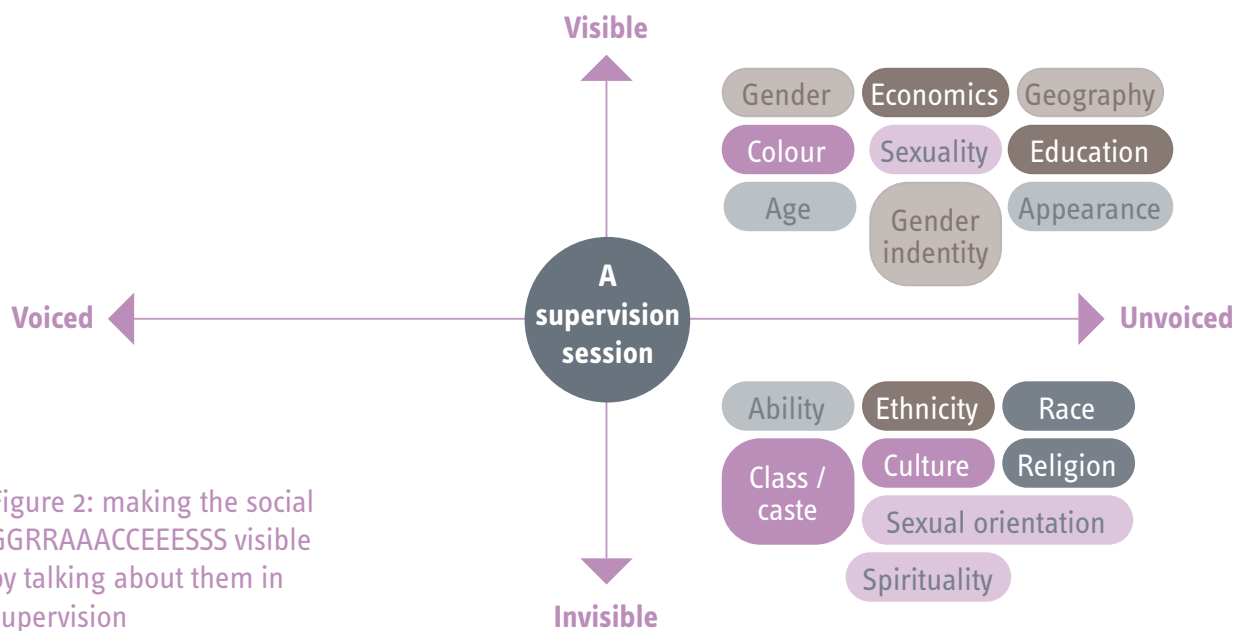 Visible
Gender Economics Geography
Colour Sexuality Education
Age Gender indentity Appearance
A
supervision
session
Voiced
Unvoiced
Ability Ethnicity Race
Class / caste Culture Religion
Sexual orientation
Spirituality
igure 2: making the social
GGRRAAACCEEESSS visible
by talking about them in
upervision
Invisible